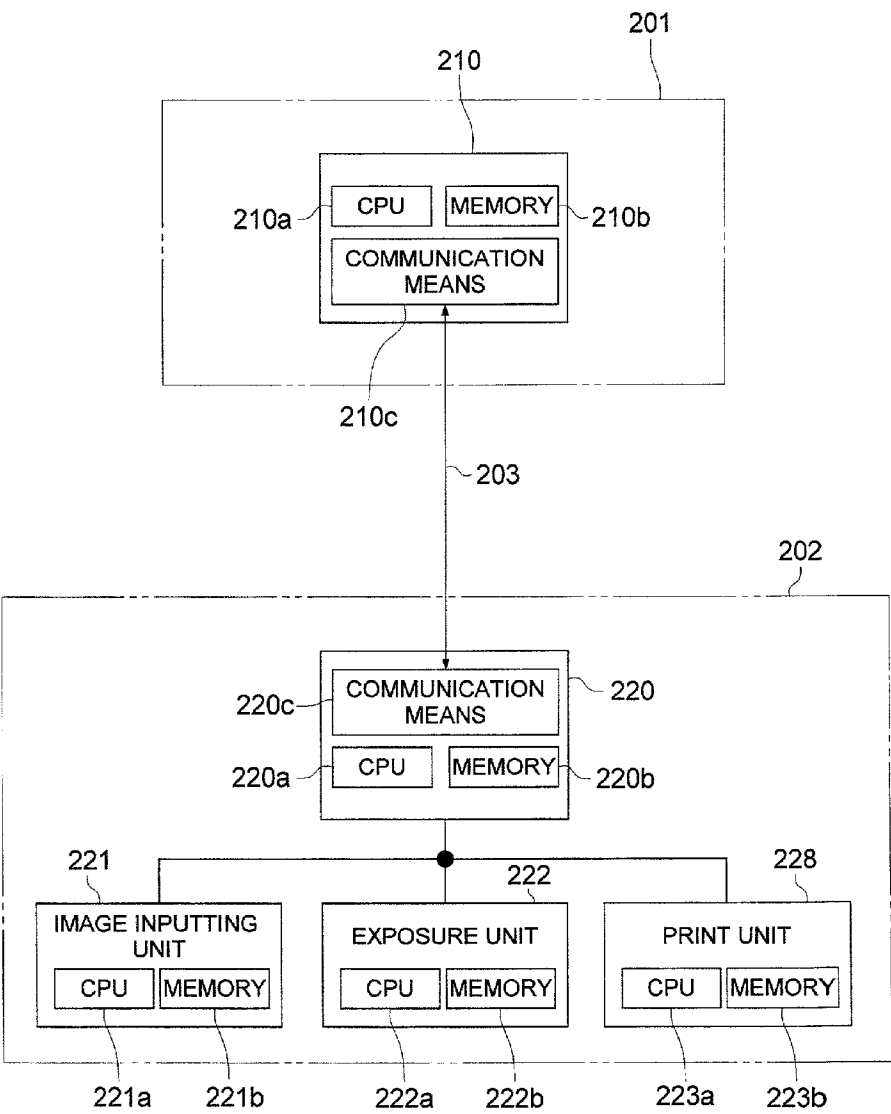 201
210
CPU
MEMORY
210a
210b
COMMUNICATION
MEANS
210c
203
202
COMMUNICATION
MEANS
220c
220
CPU
MEMORY
220a
220b
221
222
228
IMAGE INPUTTING
UNIT
EXPOSURE UNIT
PRINT UNIT
CPU
MEMORY
CPU
MEMORY
CPU
MEMORY
221a
221b
222a
222b
223a
223b